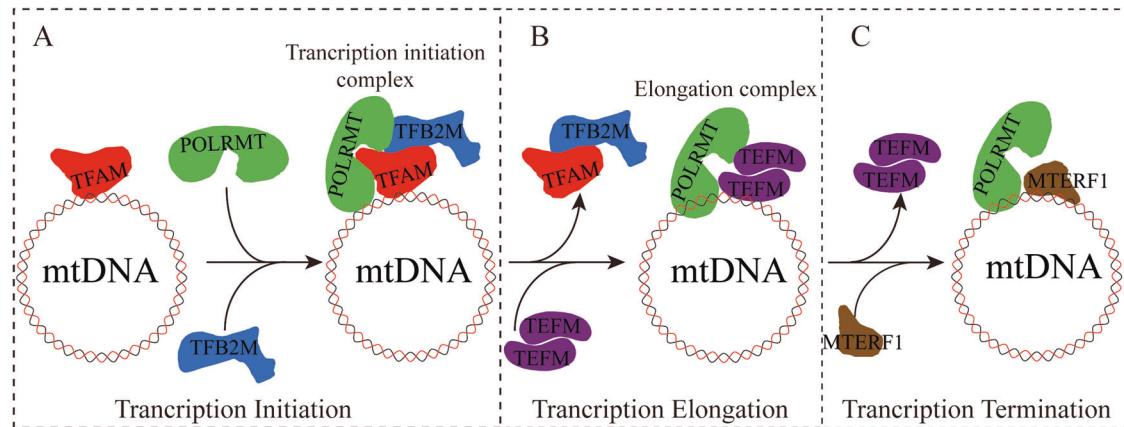 A
Trancription initiation
complex
TFAM
POLRMT
POLRMT
TFB2M
TFAM
mtDNA
mtDNA
TFB2M
Trancription Initiation
B
Elongation complex
TFB2M
TFAM
POLRMT
TEFM
TEFM
mtDNA
TEFM
TEFM
Trancription Elongation
C
TEFM
TEFM
POLRMT
MTERF1
mtDNA
MTERF1
Trancription Termination